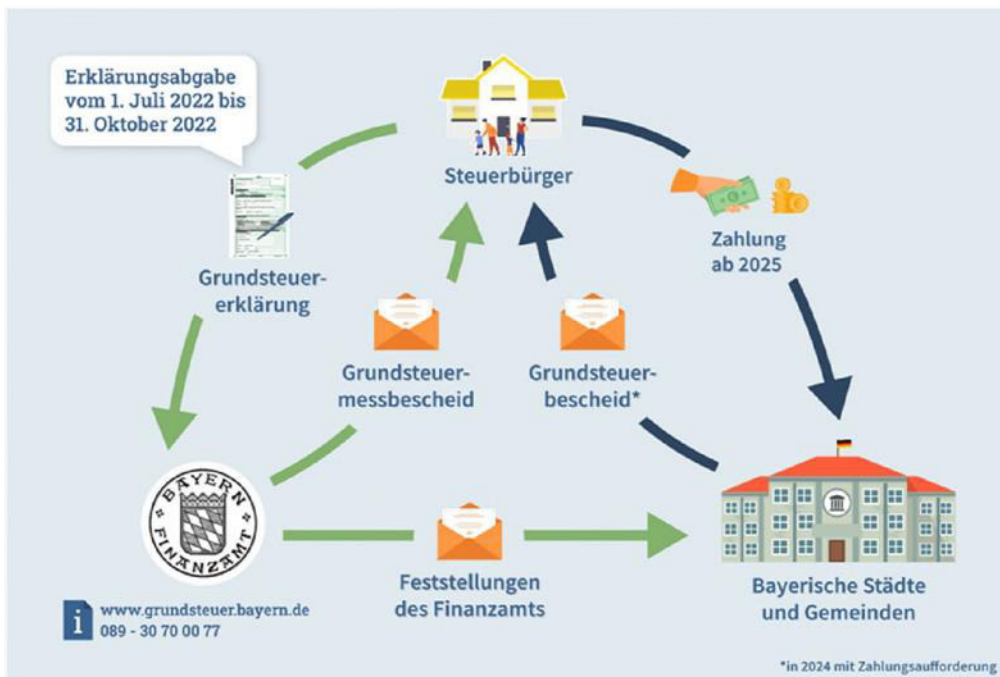 Erklärungsabgabe
vom 1. Juli 2022 bis
31. Oktober 2022
Steuerbürger
Grundsteuer-
erklärung
Zahlung
ab 2025
Grundsteuer-
messbescheid
Grundsteuer-
bescheid*
BAYERN
FINANZAMT
Feststellungen
des Finanzamts
Bayerische Städte
und Gemeinden
i
www.grundsteuer.bayern.de
089 - 30 70 00 77
*in 2024 mit Zahlungsaufforderung